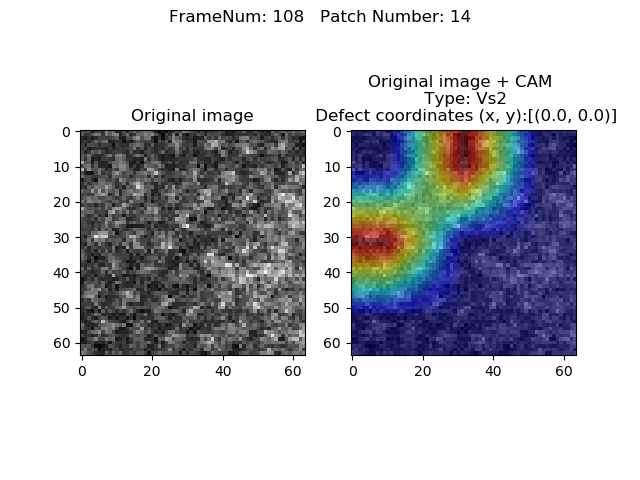 FrameNum: 108   Patch Number: 14
Original image
0
10
20
30
40
50
60
0 20 40 60
Original image + CAM
Type: Vs2
Defect coordinates (x, y):[(0.0, 0.0)]
0
10
20
30
40
50
60
0 20 40 60